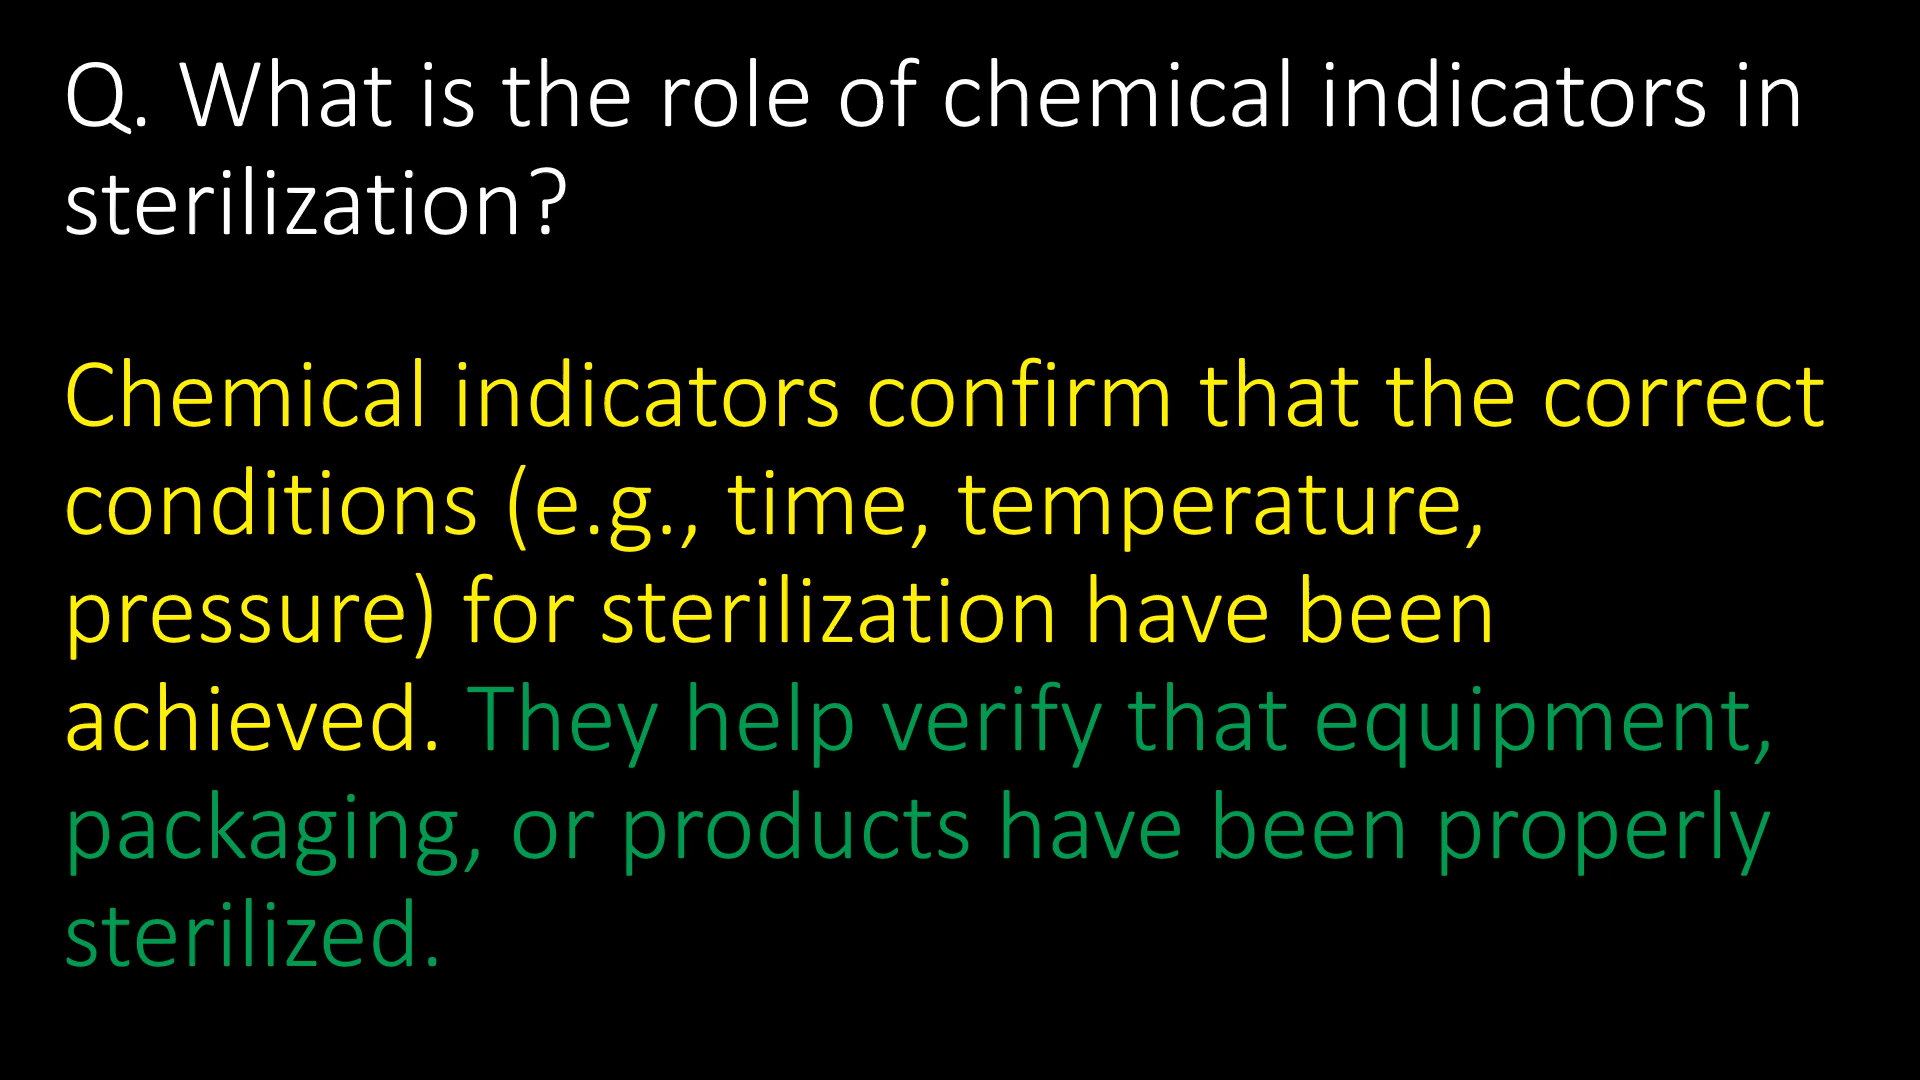 Q. What is the role of chemical indicators in
sterilization?
Chemical indicators confirm that the correct
conditions (e.g., time, temperature,
pressure) for sterilization have been
achieved. They help verify that equipment,
packaging, or products have been properly
sterilized.